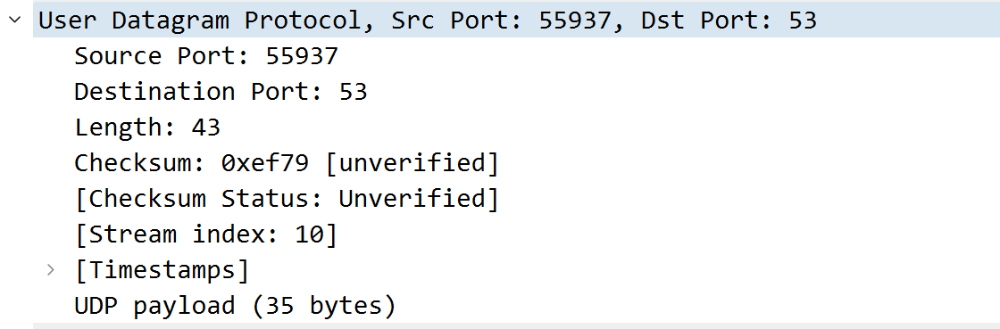 User Datagram Protocol, Src Port: 55937, Dst Port: 53
Source Port: 55937
Destination Port: 53
Length: 43
Checksum: 0xef79 [unverified]
[Checksum Status: Unverified]
[Stream index: 10]
[Timestamps]
UDP payload (35 bytes)